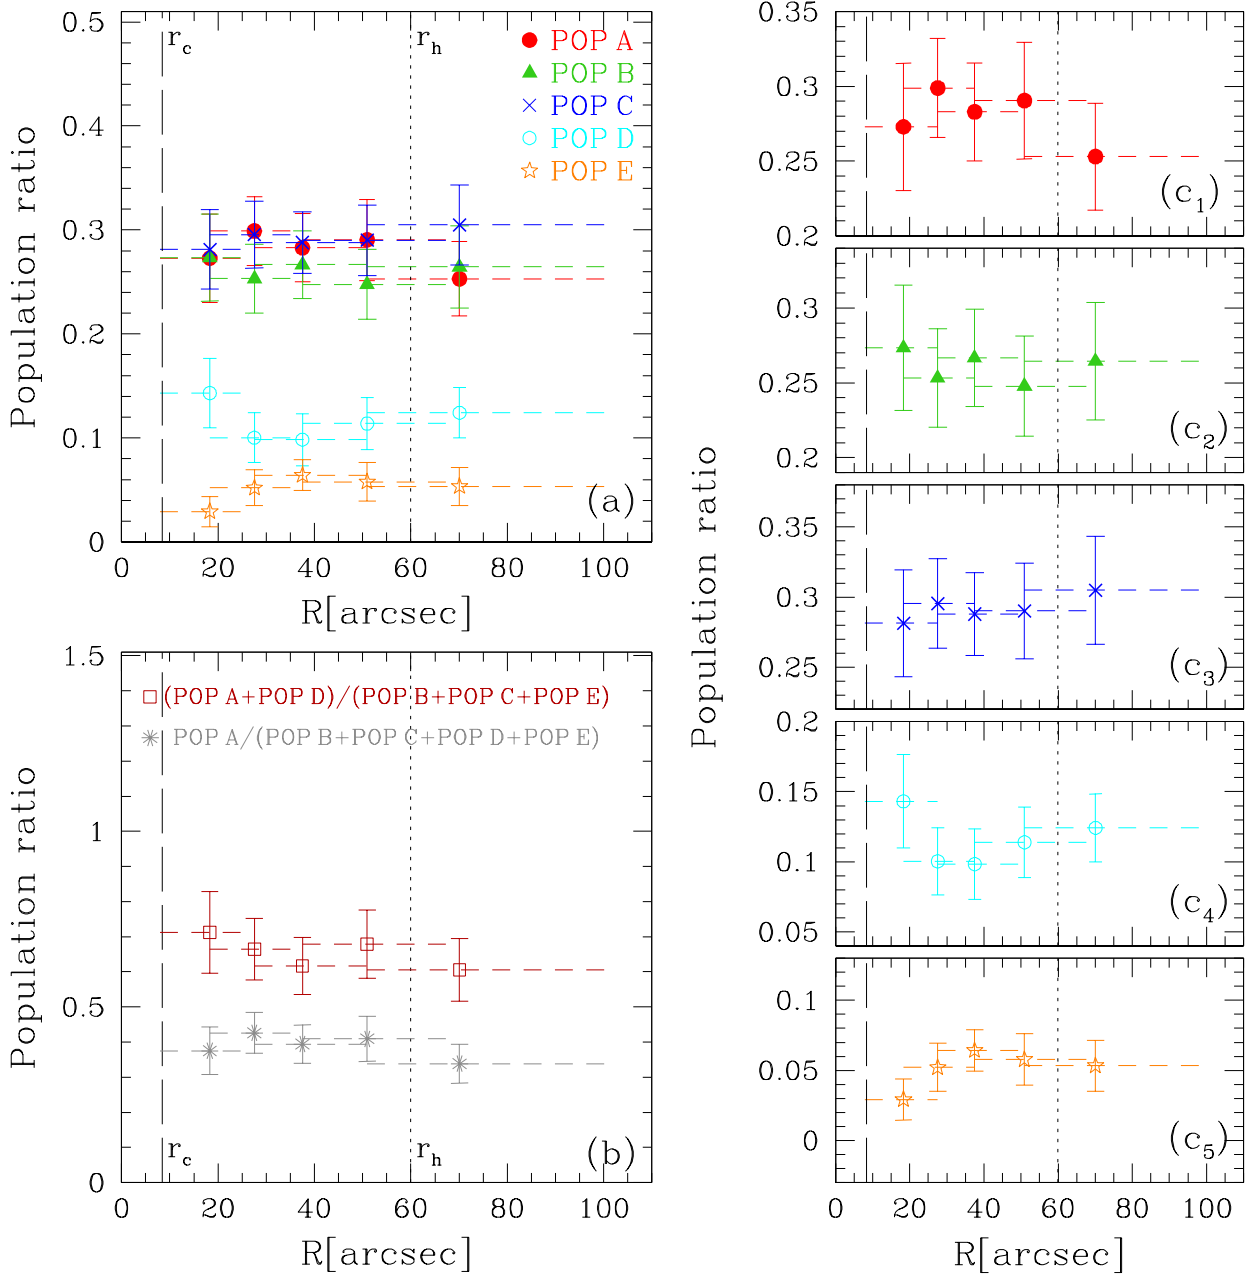 0.5
0.4
0.3
0.2
0.1
0
Population ratio
r_c
r_h
POP A
POP B
POP C
POP D
POP E
(a)
0 20 40 60 80 100
R[arcsec]
1.5
1
0.5
0
Population ratio
(POP A+POP D)/(POP B+POP C+POP E)
POP A/(POP B+POP C+POP D+POP E)
r_c
r_h
(b)
0 20 40 60 80 100
R[arcsec]
Population ratio
0.35
0.3
0.25
0.2
(c_1)
0.3
0.25
0.2
(c_2)
0.35
0.3
0.25
(c_3)
0.2
0.15
0.1
0.05
(c_4)
0.1
0.05
0
(c_5)
0 20 40 60 80 100
R[arcsec]